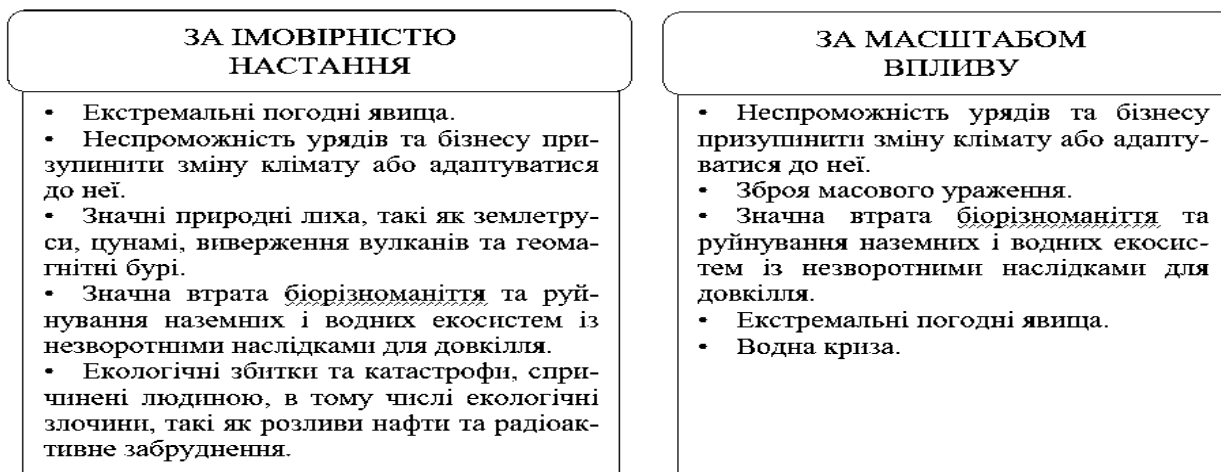 ЗА ІМОВІРНІСТЮ
НАСТАННЯ
• Екстремальні погодні явища.
• Неспроможність урядів та бізнесу при-
зупинити зміну клімату або адаптуватися
до неї.
• Значні природні лиха, такі як землетру-
си, цунамі, виверження вулканів та геома-
гнітні бурі.
• Значна втрата біорізноманіття та руй-
нування наземних і водних екосистем із
незворотними наслідками для довкілля.
• Екологічні збитки та катастрофи, спри-
чинені людиною, в тому числі екологічні
злочини, такі як розливи нафти та радіоак-
тивне забруднення.
ЗА МАСШТАБОМ
ВПЛИВУ
• Неспроможність урядів та бізнесу
призупинити зміну клімату або адапту-
ватися до неї.
• Зброя масового ураження.
• Значна втрата біорізноманіття та
руйнування наземних і водних екосис-
тем із незворотними наслідками для
довкілля.
• Екстремальні погодні явища.
• Водна криза.